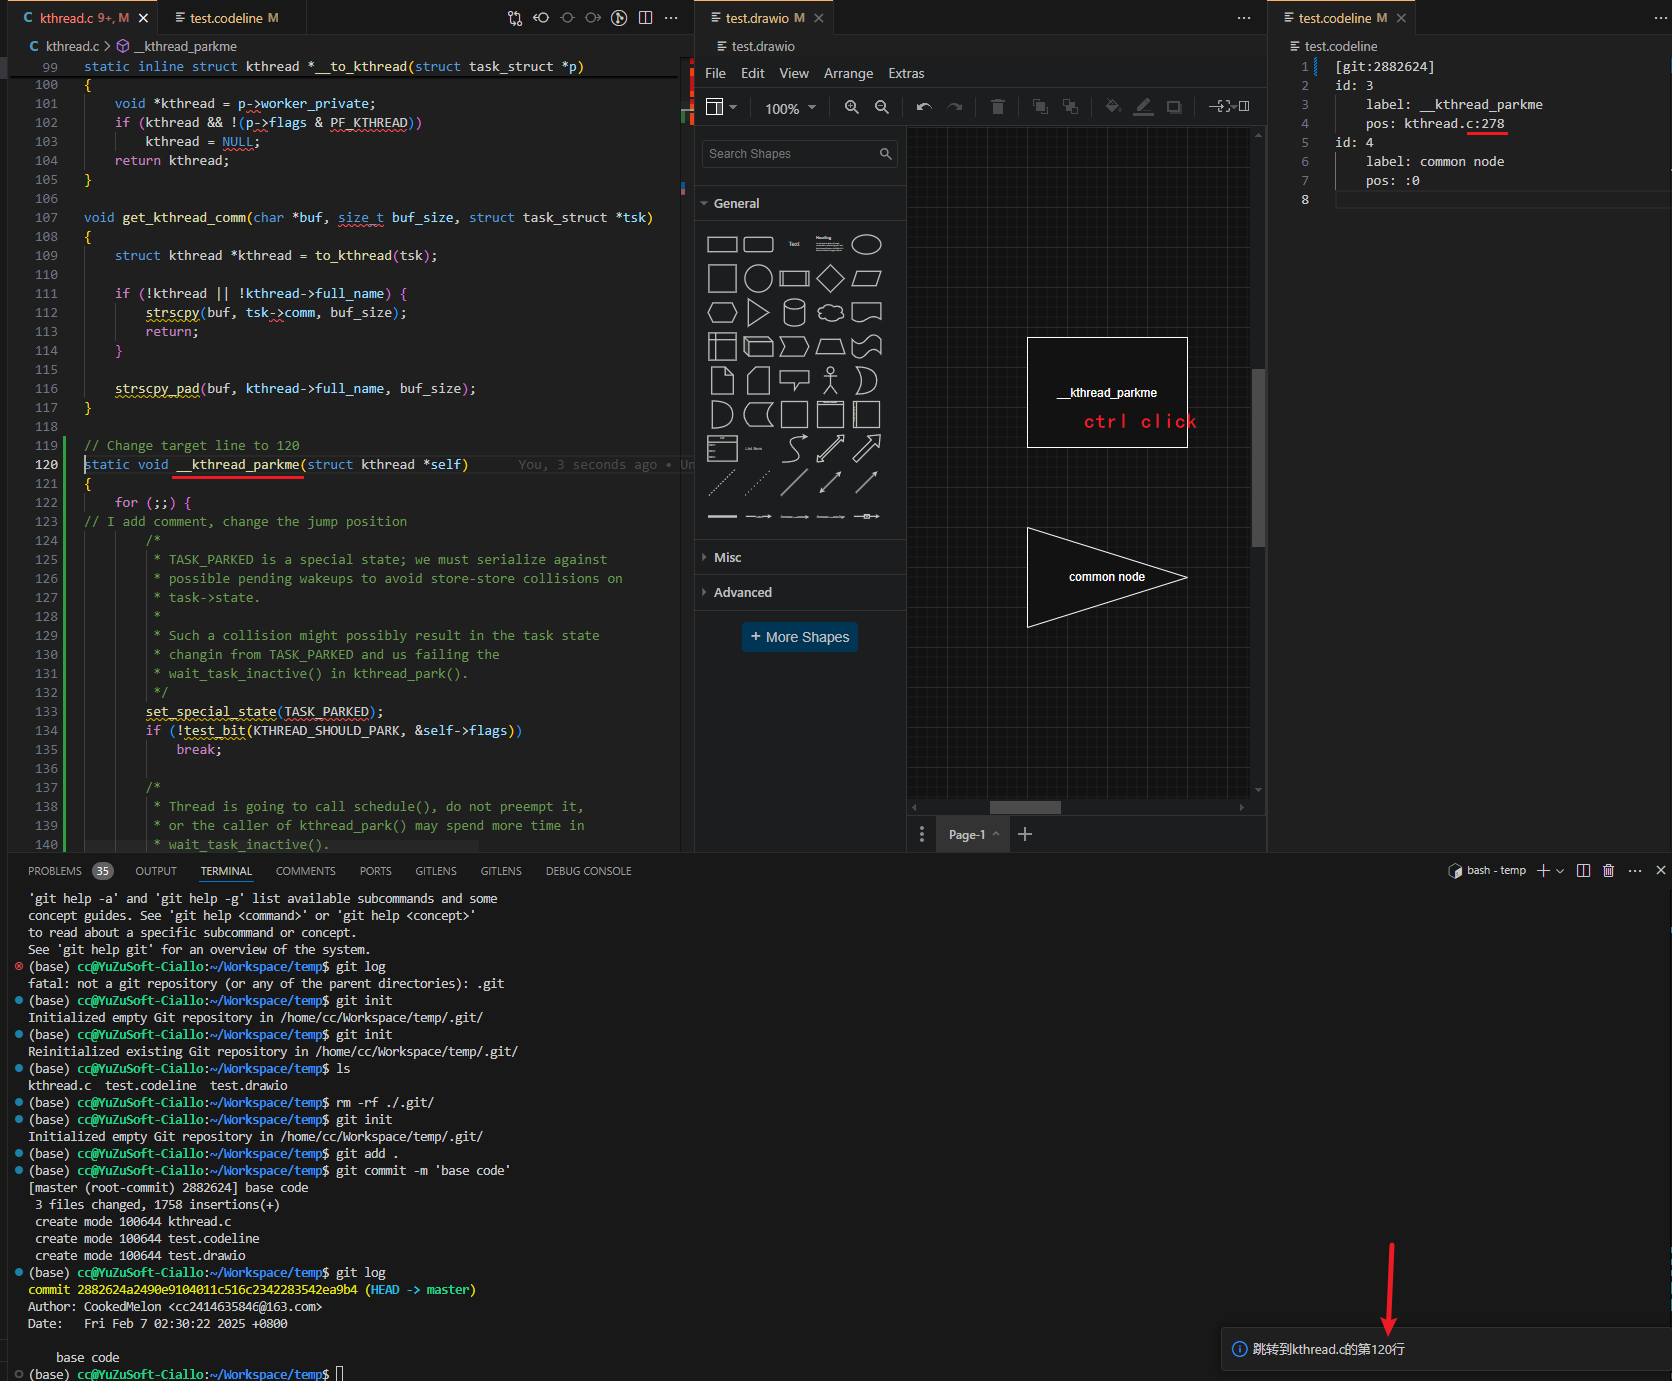 kthread.c 9+, M
test.codeline M
kthread.c > __kthread_parkme
99 static inline struct kthread *__to_kthread(struct task_struct *p)
100 {
101 void *kthread = p->worker_private;
102 if (kthread && !(p->flags & PF_KTHREAD))
103 kthread = NULL;
104 return kthread;
105 }
106
107 void get_kthread_comm(char *buf, size_t buf_size, struct task_struct *tsk)
108 {
109 struct kthread *kthread = to_kthread(tsk);
110
111 if (!kthread || !kthread->full_name) {
112 strscpy(buf, tsk->comm, buf_size);
113 return;
114 }
115
116 strscpy_pad(buf, kthread->full_name, buf_size);
117 }
118
119 // Change target line to 120
120 static void __kthread_parkme(struct kthread *self) You, 3 seconds ago • Un
121 {
122 for (;;) {
123 // I add comment, change the jump position
124 /*
125 * TASK_PARKED is a special state; we must serialize against
126 * possible pending wakeups to avoid store-store collisions on
127 * task->state.
128 *
129 * Such a collision might possibly result in the task state
130 * changin from TASK_PARKED and us failing the
131 * wait_task_inactive() in kthread_park().
132 */
133 set_special_state(TASK_PARKED);
134 if (!test_bit(KTHREAD_SHOULD_PARK, &self->flags))
135 break;
136
137 /*
138 * Thread is going to call schedule(), do not preempt it,
139 * or the caller of kthread_park() may spend more time in
140 * wait_task_inactive().
test.drawio M
test.drawio
File Edit View Arrange Extras
100%
Search Shapes
General
Text
Heading
List Item
Misc
Advanced
+ More Shapes
__kthread_parkme
ctrl click
common node
Page-1
test.codeline M
test.codeline
1 [git:2882624]
2 id: 3
3 label: __kthread_parkme
4 pos: kthread.c:278
5 id: 4
6 label: common node
7 pos: :0
8
PROBLEMS 35 OUTPUT TERMINAL COMMENTS PORTS GITLENS GITLENS DEBUG CONSOLE
bash - temp
'git help -a' and 'git help -g' list available subcommands and some
concept guides. See 'git help <command>' or 'git help <concept>'
to read about a specific subcommand or concept.
See 'git help git' for an overview of the system.
(base) cc@YuZuSoft-Ciallo:~/Workspace/temp$ git log
fatal: not a git repository (or any of the parent directories): .git
(base) cc@YuZuSoft-Ciallo:~/Workspace/temp$ git init
Initialized empty Git repository in /home/cc/Workspace/temp/.git/
(base) cc@YuZuSoft-Ciallo:~/Workspace/temp$ git init
Reinitialized existing Git repository in /home/cc/Workspace/temp/.git/
(base) cc@YuZuSoft-Ciallo:~/Workspace/temp$ ls
kthread.c test.codeline test.drawio
(base) cc@YuZuSoft-Ciallo:~/Workspace/temp$ rm -rf ./.git/
(base) cc@YuZuSoft-Ciallo:~/Workspace/temp$ git init
Initialized empty Git repository in /home/cc/Workspace/temp/.git/
(base) cc@YuZuSoft-Ciallo:~/Workspace/temp$ git add .
(base) cc@YuZuSoft-Ciallo:~/Workspace/temp$ git commit -m 'base code'
[master (root-commit) 2882624] base code
3 files changed, 1758 insertions(+)
create mode 100644 kthread.c
create mode 100644 test.codeline
create mode 100644 test.drawio
(base) cc@YuZuSoft-Ciallo:~/Workspace/temp$ git log
commit 2882624a2490e9104011c516c2342283542ea9b4 (HEAD -> master)
Author: CookedMelon <cc2414635846@163.com>
Date: Fri Feb 7 02:30:22 2025 +0800
base code
(base) cc@YuZuSoft-Ciallo:~/Workspace/temp$
跳转到kthread.c的第120行